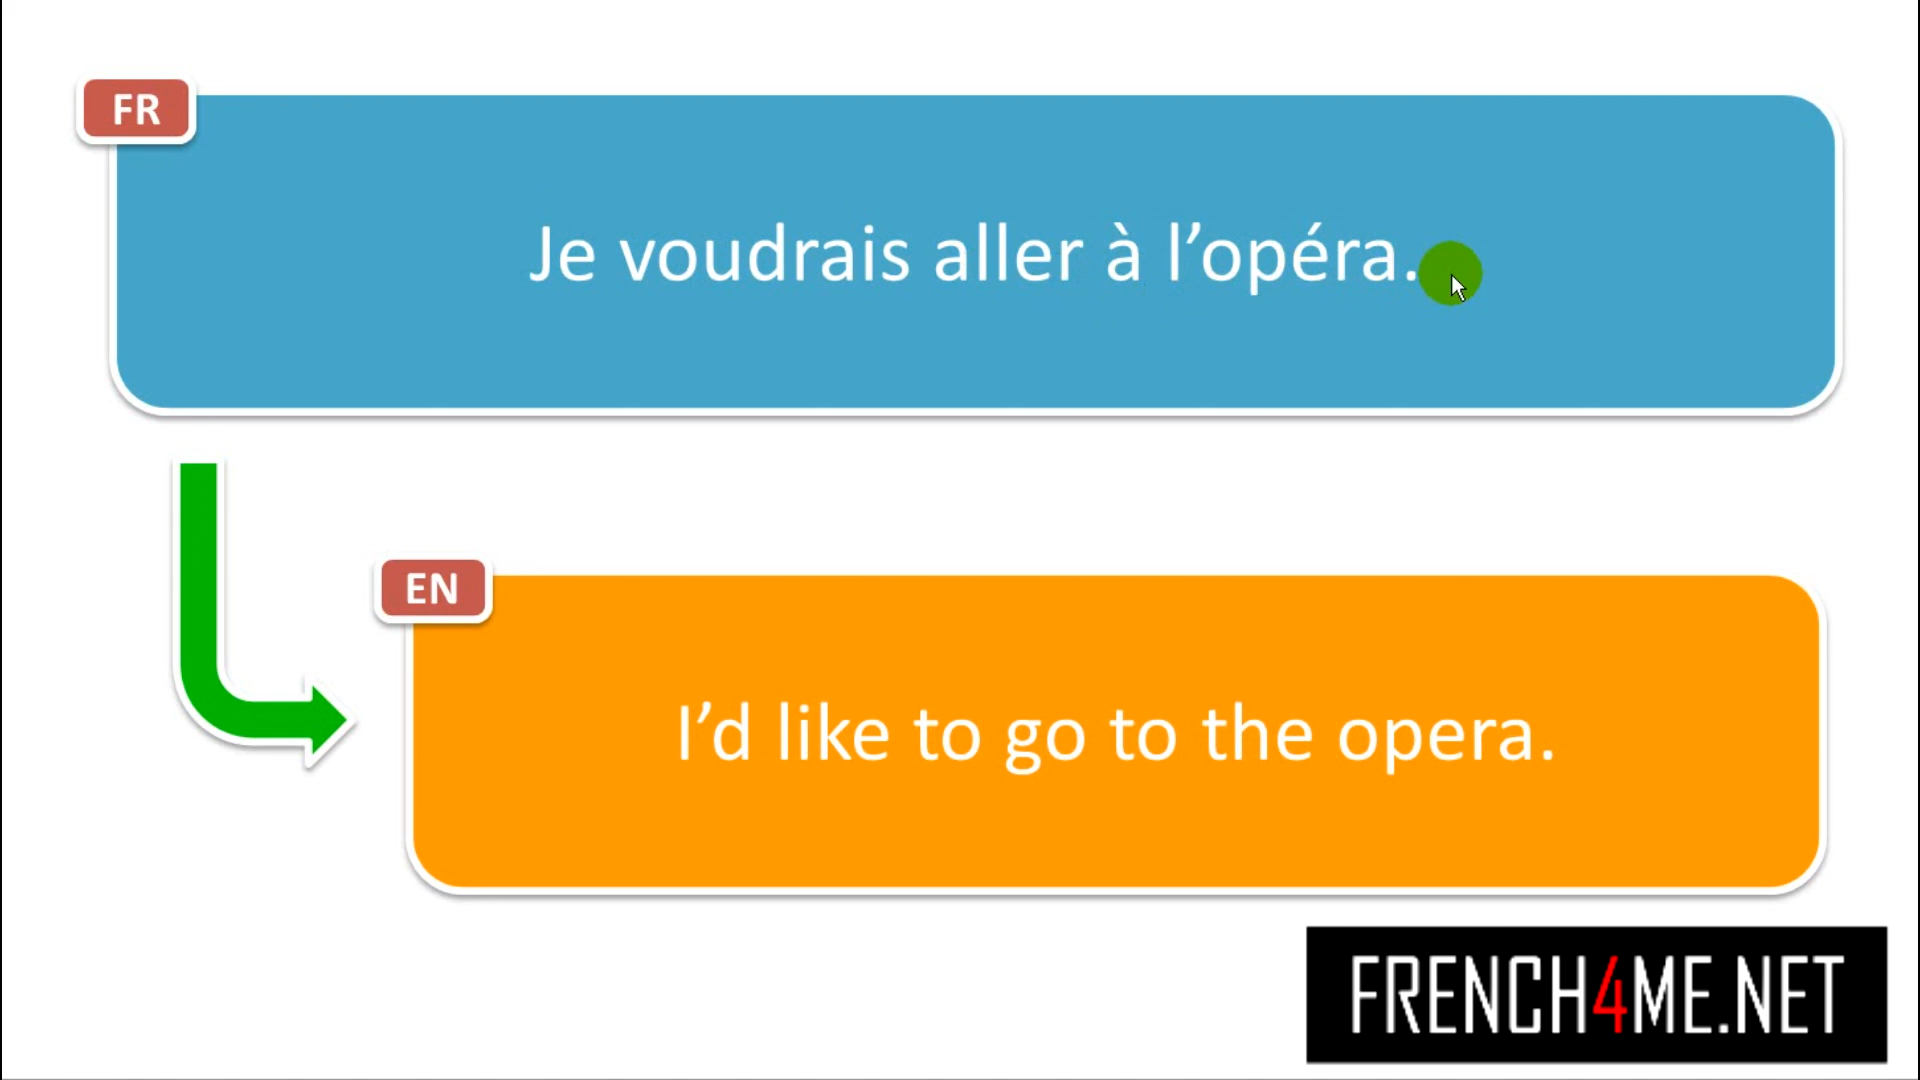 FR
Je voudrais aller à l’opéra.
EN
I’d like to go to the opera.
FRENCH4ME.NET